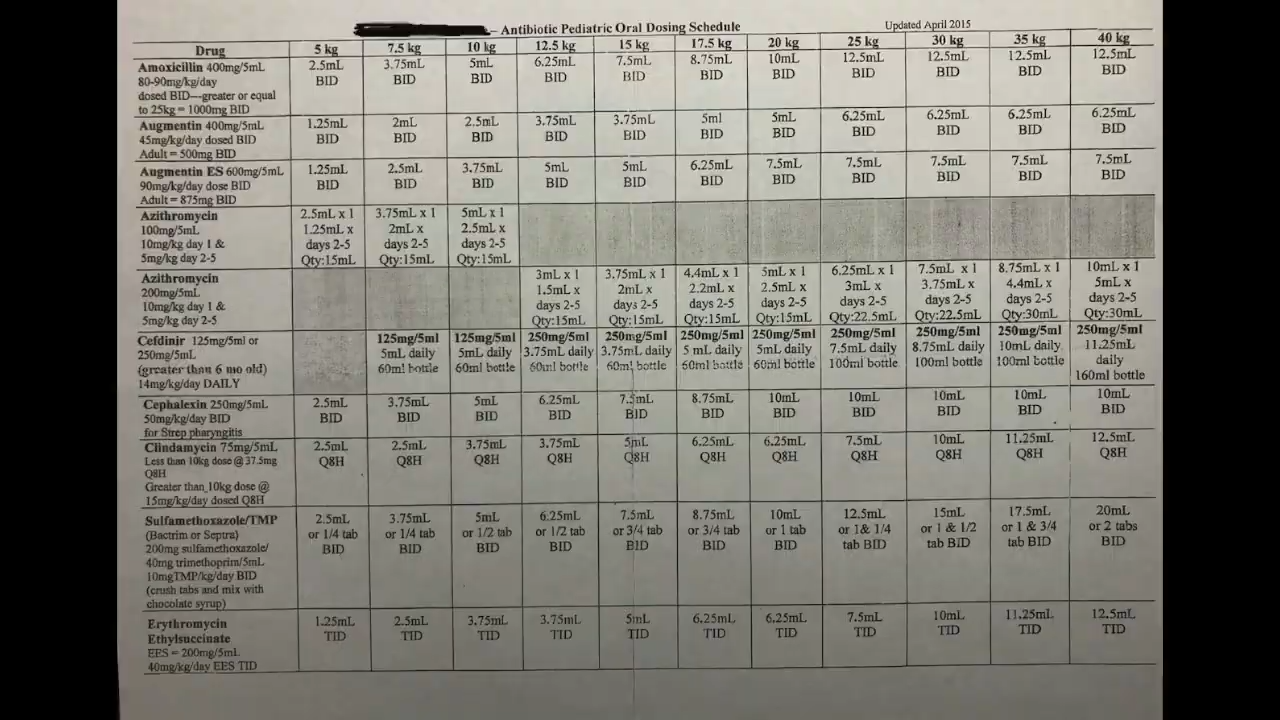 – Antibiotic Pediatric Oral Dosing Schedule Updated April 2015
Drug 5 kg 7.5 kg 10 kg 12.5 kg 15 kg 17.5 kg 20 kg 25 kg 30 kg 35 kg 40 kg
Amoxicillin 400mg/5mL 2.5mL 3.75mL 5mL 6.25mL 7.5mL 8.75mL 10mL 12.5mL 12.5mL 12.5mL 12.5mL
80-90mg/kg/day BID BID BID BID BID BID BID BID BID BID BID
dosed BID---greater or equal
to 25kg = 1000mg BID
Augmentin 400mg/5mL 1.25mL 2mL 2.5mL 3.75mL 3.75mL 5ml 5mL 6.25mL 6.25mL 6.25mL 6.25mL
45mg/kg/day dosed BID BID BID BID BID BID BID BID BID BID BID BID
Adult = 500mg BID
Augmentin ES 600mg/5mL 1.25mL 2.5mL 3.75mL 5mL 5mL 6.25mL 7.5mL 7.5mL 7.5mL 7.5mL 7.5mL
90mg/kg/day dose BID BID BID BID BID BID BID BID BID BID BID BID
Adult = 875mg BID
Azithromycin 2.5mL x 1 3.75mL x 1 5mL x 1
100mg/5mL 1.25mL x 2mL x 2.5mL x
10mg/kg day 1 & days 2-5 days 2-5 days 2-5
5mg/kg day 2-5 Qty:15mL Qty:15mL Qty:15mL
Azithromycin 3mL x 1 3.75mL x 1 4.4mL x 1 5mL x 1 6.25mL x 1 7.5mL x 1 8.75mL x 1 10mL x 1
200mg/5mL 1.5mL x 2mL x 2.2mL x 2.5mL x 3mL x 3.75mL x 4.4mL x 5mL x
10mg/kg day 1 & days 2-5 days 2-5 days 2-5 days 2-5 days 2-5 days 2-5 days 2-5 days 2-5
5mg/kg day 2-5 Qty:15mL Qty:15mL Qty:15mL Qty:15mL Qty:22.5mL Qty:22.5mL Qty:30mL Qty:30mL
Cefdinir 125mg/5ml or 125mg/5ml 125mg/5ml 250mg/5ml 250mg/5ml 250mg/5ml 250mg/5ml 250mg/5ml 250mg/5ml 250mg/5ml 250mg/5ml
250mg/5mL 5mL daily 5mL daily 3.75mL daily 3.75mL daily 5 mL daily 5mL daily 7.5mL daily 8.75mL daily 10mL daily 11.25mL
(greater than 6 mo old) 60ml bottle 60ml bottle 60ml bottle 60ml bottle 60ml bottle 60ml bottle 100ml bottle 100ml bottle 100ml bottle daily
14mg/kg/day DAILY 160ml bottle
Cephalexin 250mg/5mL 2.5mL 3.75mL 5mL 6.25mL 7.5mL 8.75mL 10mL 10mL 10mL 10mL 10mL
50mg/kg/day BID BID BID BID BID BID BID BID BID BID BID BID
for Strep pharyngitis
Clindamycin 75mg/5mL 2.5mL 2.5mL 3.75mL 3.75mL 5mL 6.25mL 6.25mL 7.5mL 10mL 11.25mL 12.5mL
Less than 10kg dose @ 37.5mg Q8H Q8H Q8H Q8H Q8H Q8H Q8H Q8H Q8H Q8H Q8H
Q8H
Greater than 10kg dose @
15mg/kg/day dosed Q8H
Sulfamethoxazole/TMP 2.5mL 3.75mL 5mL 6.25mL 7.5mL 8.75mL 10mL 12.5mL 15mL 17.5mL 20mL
(Bactrim or Septra) or 1/4 tab or 1/4 tab or 1/2 tab or 1/2 tab or 3/4 tab or 3/4 tab or 1 tab or 1& 1/4 or 1 & 1/2 or 1 & 3/4 or 2 tabs
200mg sulfamethoxazole/ BID BID BID BID BID BID BID tab BID tab BID tab BID BID
40mg trimethoprim/5mL
10mgTMP/kg/day BID
(crush tabs and mix with
chocolate syrup)
Erythromycin 1.25mL 2.5mL 3.75mL 3.75mL 5mL 6.25mL 6.25mL 7.5mL 10mL 11.25mL 12.5mL
Ethylsuccinate TID TID TID TID TID TID TID TID TID TID TID
EES = 200mg/5mL
40mg/kg/day EES TID